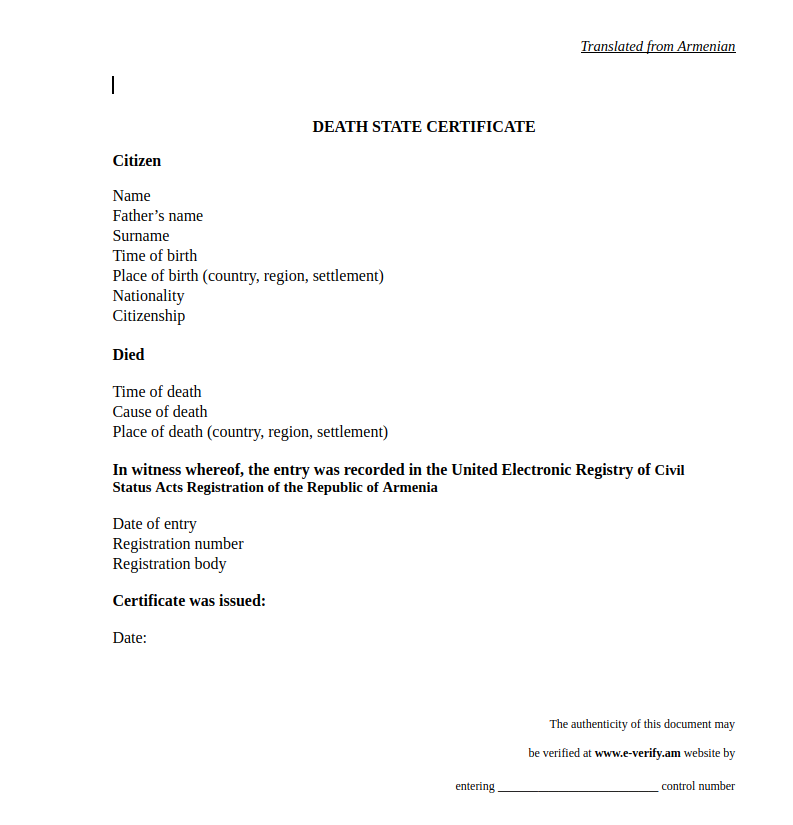 Translated from Armenian
DEATH STATE CERTIFICATE
Citizen
Name
Father’s name
Surname
Time of birth
Place of birth (country, region, settlement)
Nationality
Citizenship
Died
Time of death
Cause of death
Place of death (country, region, settlement)
In witness whereof, the entry was recorded in the United Electronic Registry of Civil
Status Acts Registration of the Republic of Armenia
Date of entry
Registration number
Registration body
Certificate was issued:
Date:
The authenticity of this document may
be verified at www.e-verify.am website by
entering ___________________________ control number